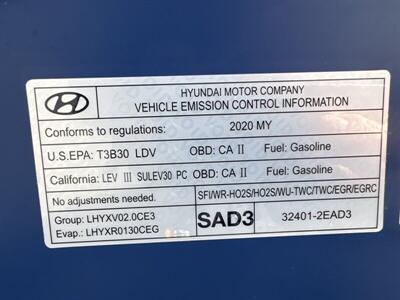 HYUNDAI MOTOR COMPANY
VEHICLE EMISSION CONTROL INFORMATION
Conforms to regulations: 2020 MY
U.S.EPA: T3B30 LDV OBD: CA II Fuel: Gasoline
California: LEV III SULEV30 PC OBD: CA II Fuel: Gasoline
No adjustments needed. SFI/WR-HO2S/HO2S/WU-TWC/TWC/EGR/EGRC
Group: LHYXV02.0CE3 SAD3 32401-2EAD3
Evap.: LHYXR0130CEG